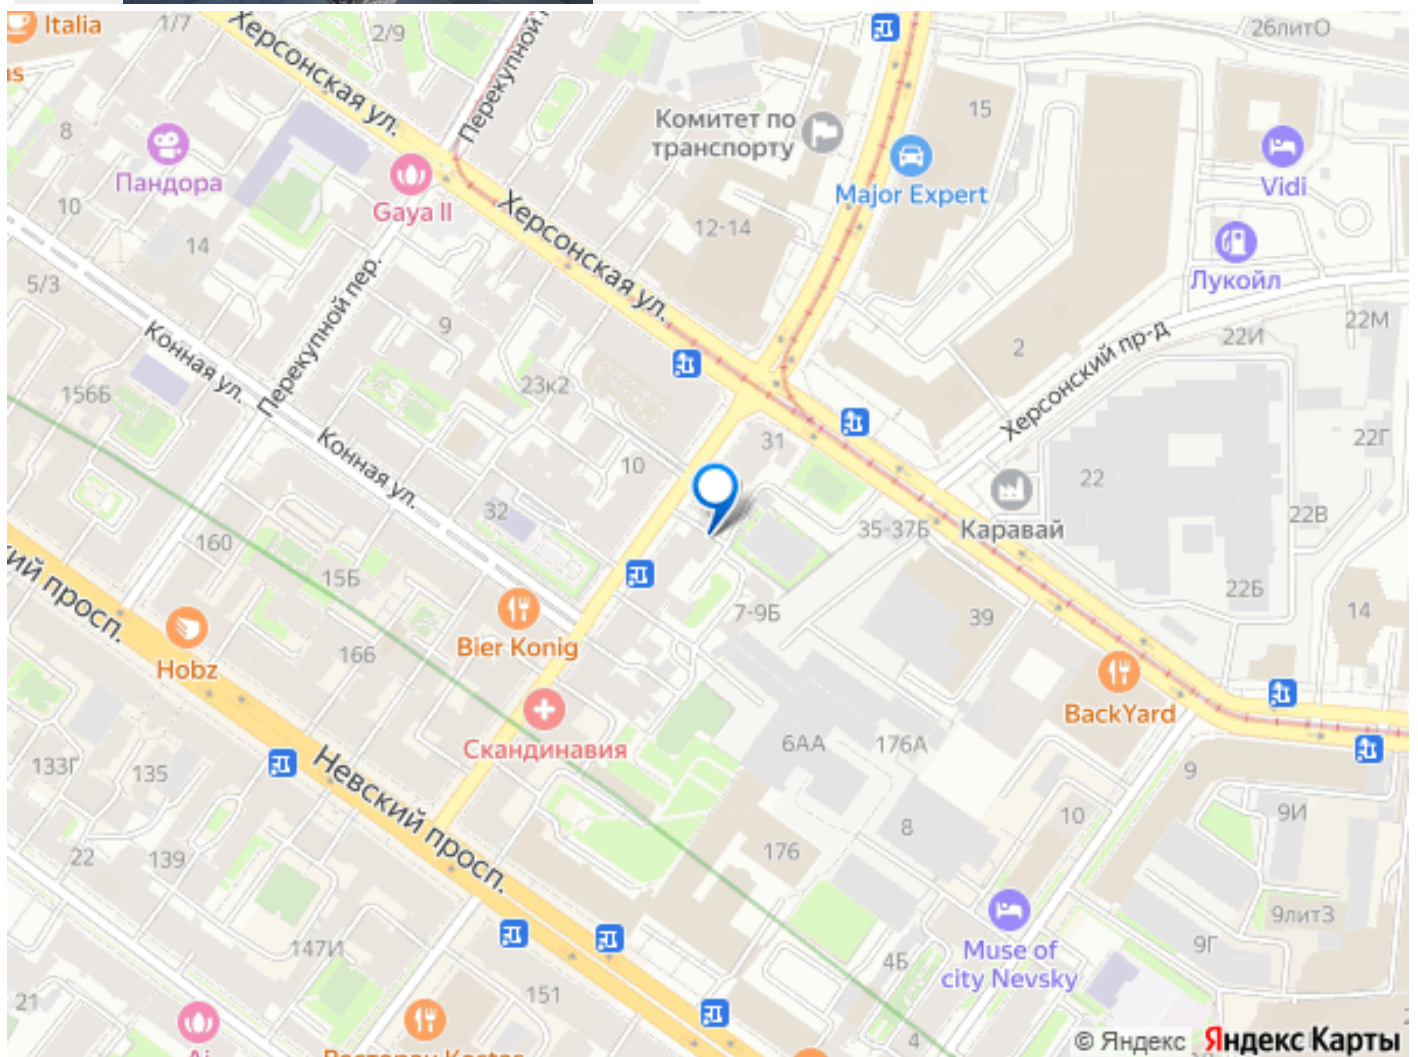 Italia
1/7
2/9
26литО
Херсонская ул.
Перекупной п
8
Комитет по
транспорту
15
Пандора
Gaya II
Major Expert
Vidi
10
14
Херсонская ул.
12-14
Лукойл
5/3
Перекупной пер.
Конная ул.
9
2
Херсонский пр-д
22И
22М
156Б
23к2
Конная ул.
10
31
22Г
32
22
35-37Б
Каравай
22В
160
15Б
22Б
кий просп.
Bier Konig
7-9Б
39
14
Hobz
166
BackYard
Скандинавия
6АА
176А
133Г
135
Невский просп.
9
9И
22
139
176
8
10
147И
9литЗ
Muse of
city Nevsky
9Г
4Б
21
151
4
© Яндекс
Яндекс Карты